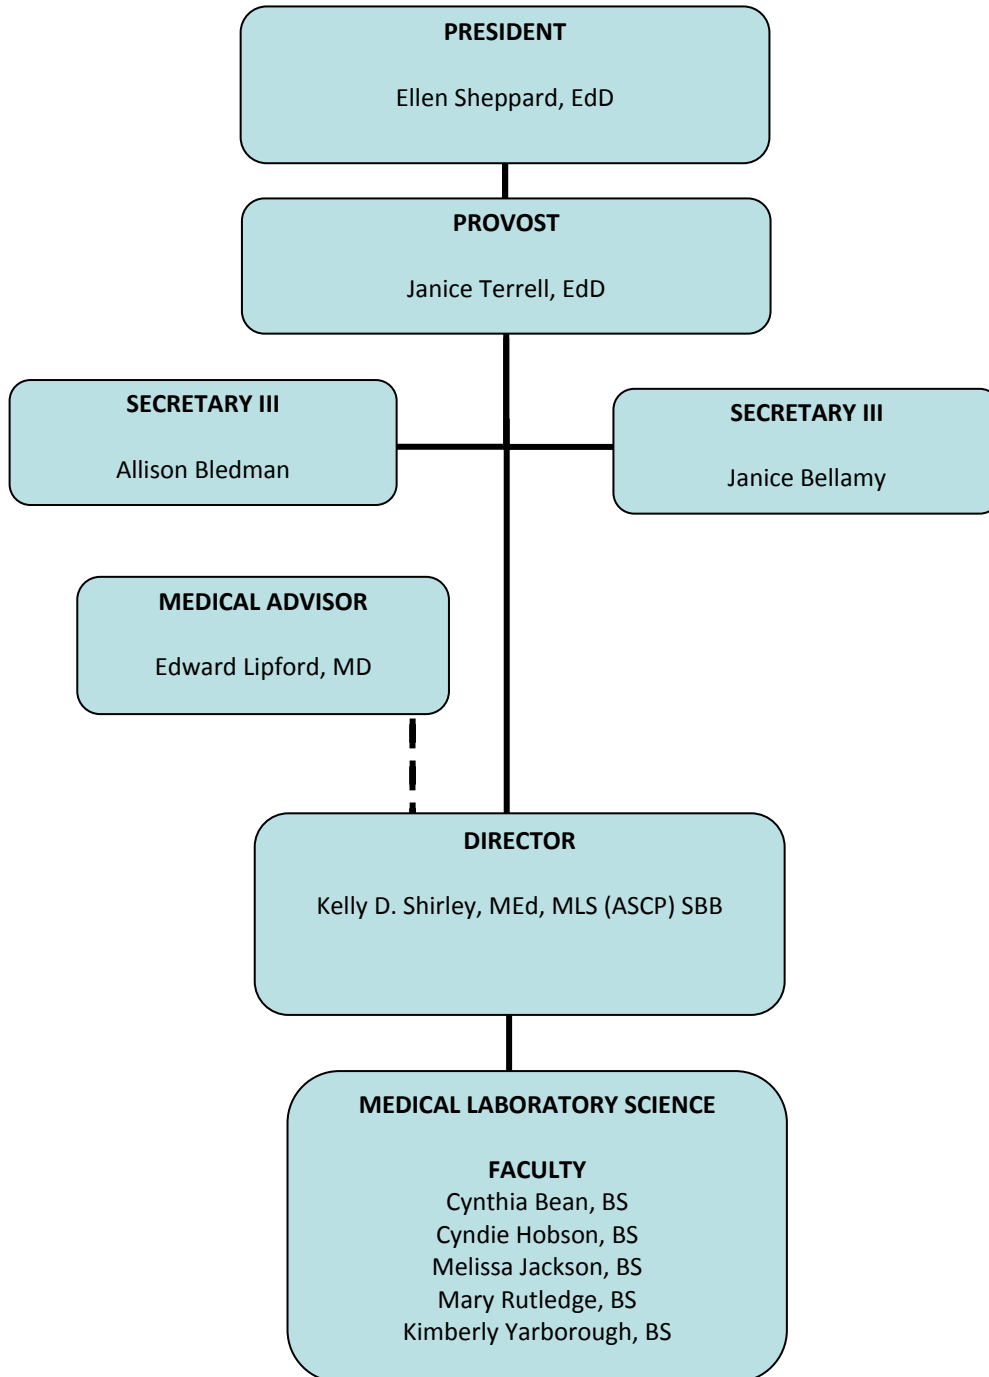 PRESIDENT
Ellen Sheppard, EdD
PROVOST
Janice Terrell, EdD
SECRETARY III
Allison Bledman
SECRETARY III
Janice Bellamy
MEDICAL ADVISOR
Edward Lipford, MD
DIRECTOR
Kelly D. Shirley, MEd, MLS (ASCP) SBB
MEDICAL LABORATORY SCIENCE
FACULTY
Cynthia Bean, BS
Cyndie Hobson, BS
Melissa Jackson, BS
Mary Rutledge, BS
Kimberly Yarborough, BS